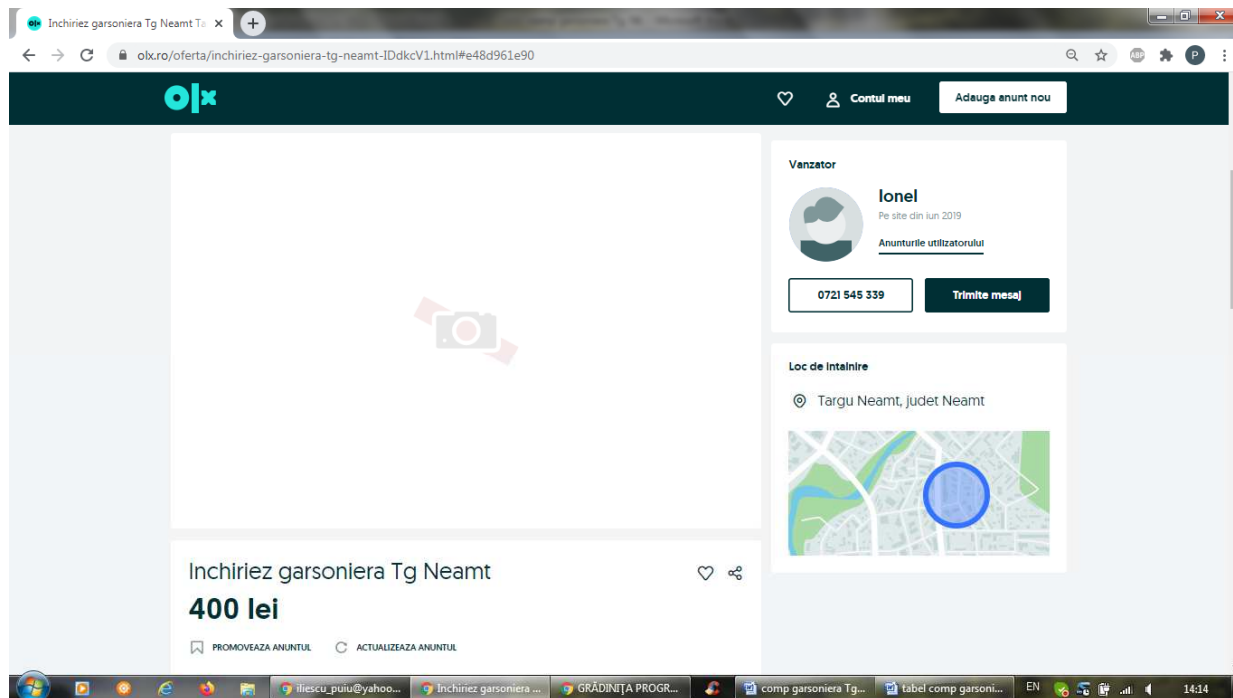 Inchiriez garsoniera Tg Neamt Ta
olx.ro/oferta/inchiriez-garsoniera-tg-neamt-IDdkcV1.html#e48d961e90
ABP
P
olx
Contul meu
Adauga anunt nou
Vanzator
Ionel
Pe site din iun 2019
Anunturile utilizatorului
0721 545 339
Trimite mesaj
Loc de intalnire
Targu Neamt, judet Neamt
Inchiriez garsoniera Tg Neamt
400 lei
PROMOVEAZA ANUNTUL
ACTUALIZEAZA ANUNTUL
iliescu_puiu@yahoo...
Inchiriez garsoniera ...
GRĂDINIȚA PROGR...
comp garsoniera Tg...
tabel comp garsoni...
EN
14:14